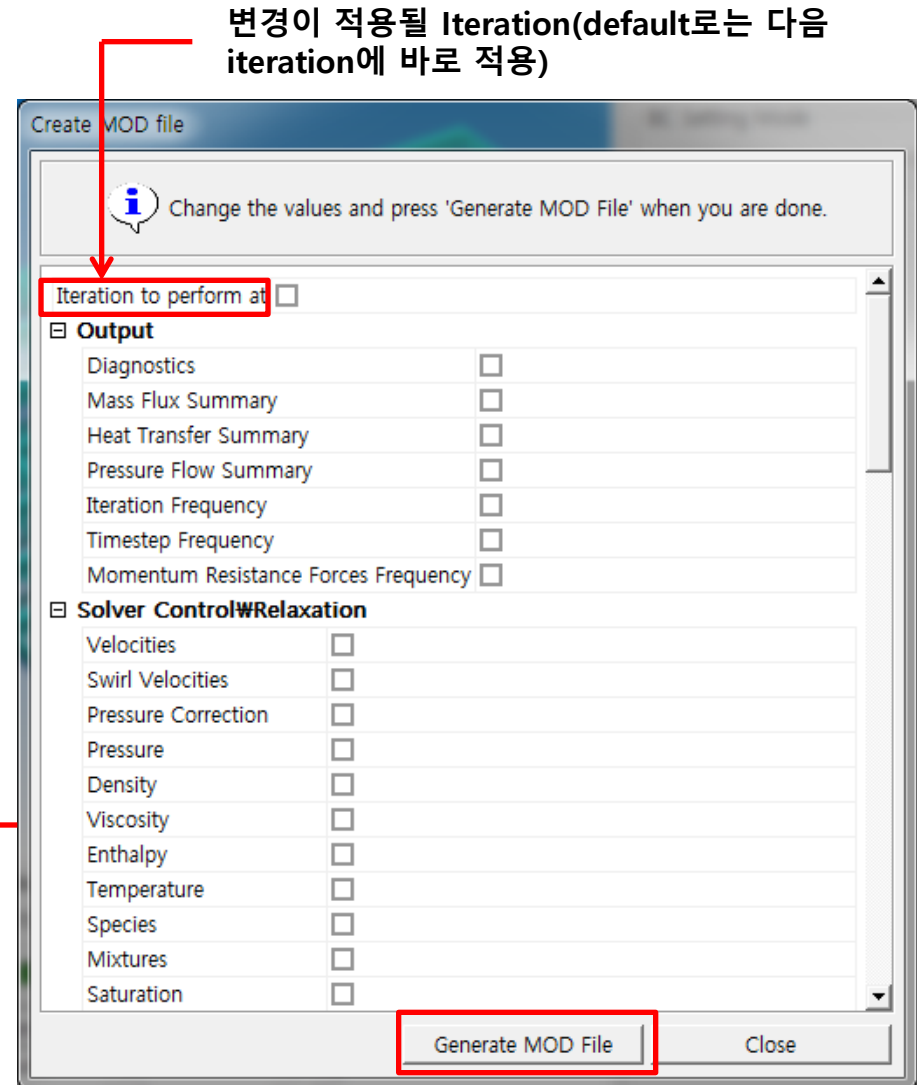 변경이 적용될 Iteration(default로는 다음
iteration에 바로 적용)
Create MOD file
Change the values and press 'Generate MOD File' when you are done.
Iteration to perform at
Output
Diagnostics
Mass Flux Summary
Heat Transfer Summary
Pressure Flow Summary
Iteration Frequency
Timestep Frequency
Momentum Resistance Forces Frequency
Solver Control₩Relaxation
Velocities
Swirl Velocities
Pressure Correction
Pressure
Density
Viscosity
Enthalpy
Temperature
Species
Mixtures
Saturation
Generate MOD File
Close